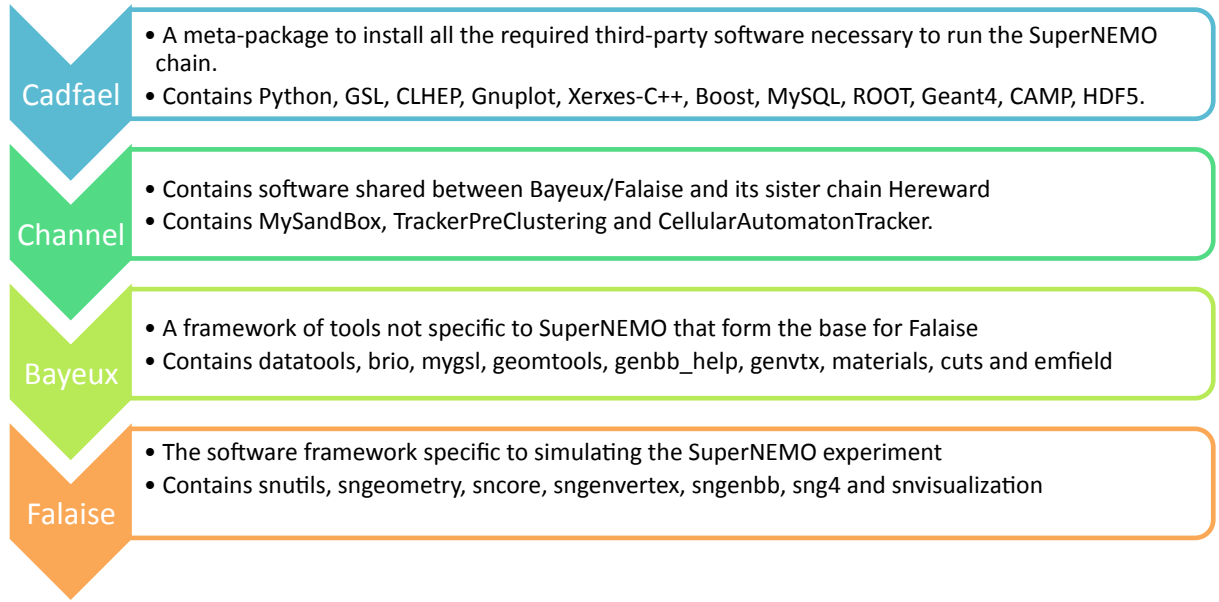 Cadfael
• A meta-package to install all the required third-party software necessary to run the SuperNEMO
chain.
• Contains Python, GSL, CLHEP, Gnuplot, Xerxes-C++, Boost, MySQL, ROOT, Geant4, CAMP, HDF5.
Channel
• Contains software shared between Bayeux/Falaise and its sister chain Hereward
• Contains MySandBox, TrackerPreClustering and CellularAutomatonTracker.
Bayeux
• A framework of tools not specific to SuperNEMO that form the base for Falaise
• Contains datatools, brio, mygsl, geomtools, genbb_help, genvtx, materials, cuts and emfield
Falaise
• The software framework specific to simulating the SuperNEMO experiment
• Contains snutils, sngeometry, sncore, sngenvertex, sngenbb, sng4 and snvisualization